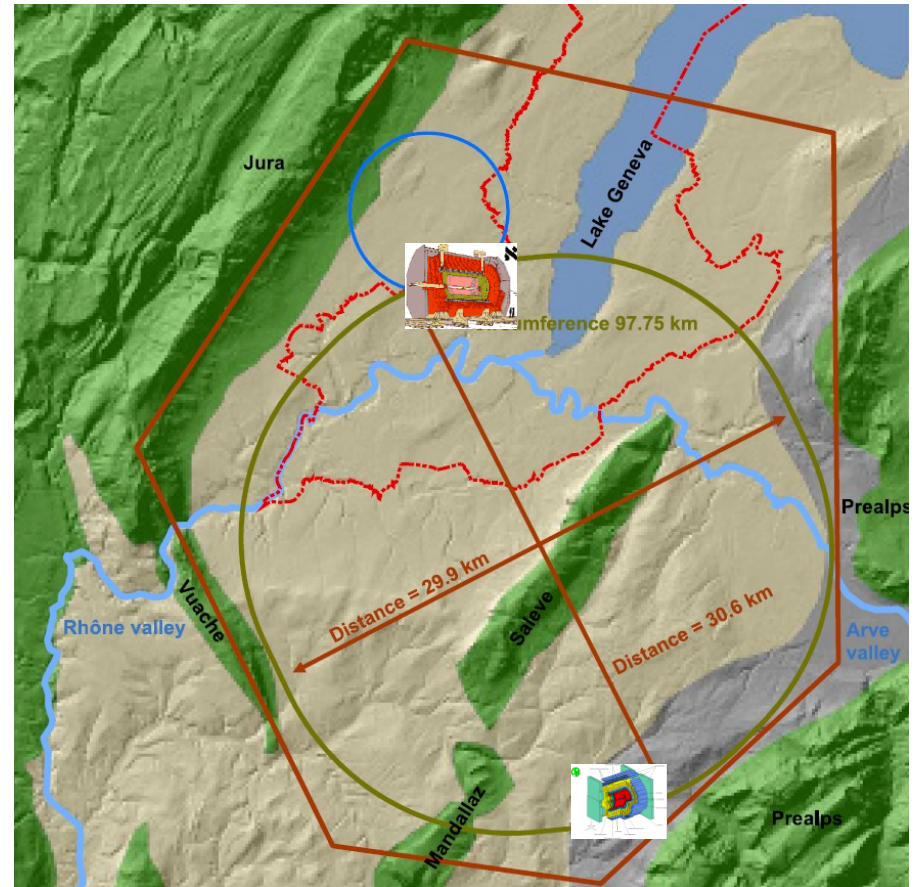 Jura
Lake Geneva
umference 97.75 km
Prealps
Distance = 29.9 km
Vuache
Saleve
Rhône valley
Distance = 30.6 km
Arve
valley
Mandallaz
Prealps